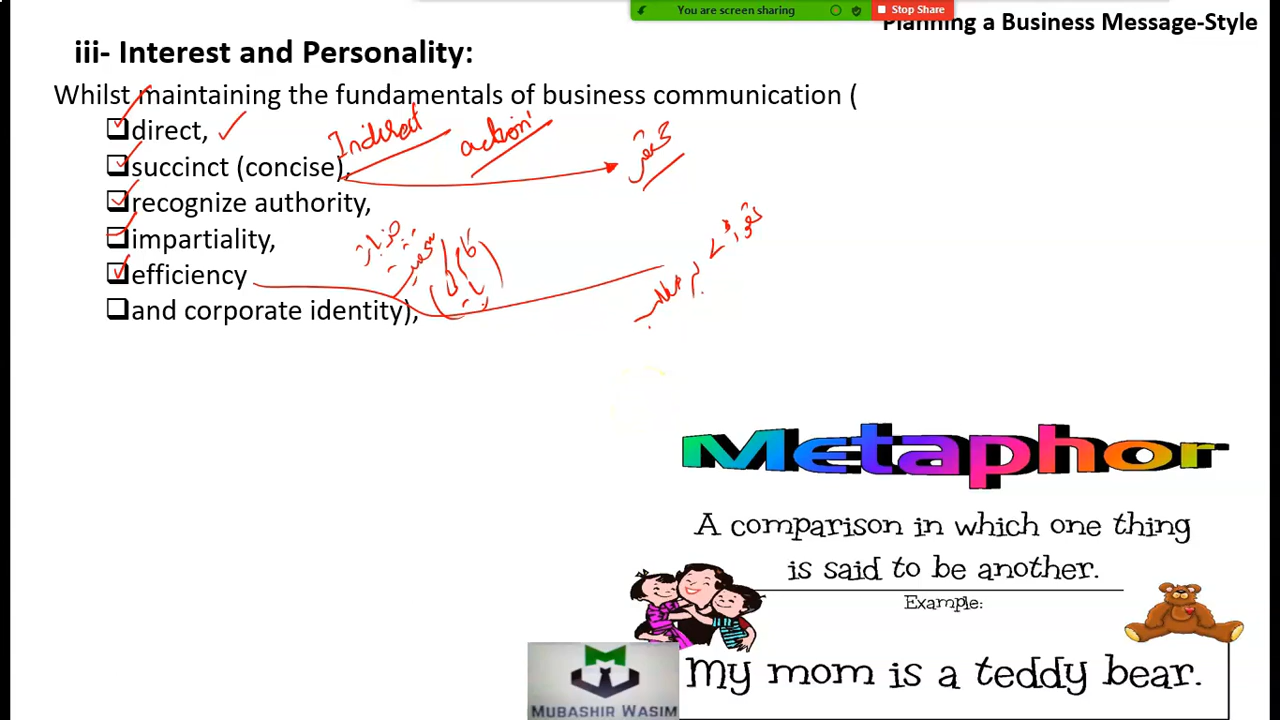 You are screen sharing
Stop Share
Planning a Business Message-Style
iii- Interest and Personality:
Whilst maintaining the fundamentals of business communication (
direct,
Indirect action
succinct (concise),
recognize authority,
impartiality,
efficiency
and corporate identity),
Metaphor
A comparison in which one thing
is said to be another.
Example:
My mom is a teddy bear.
MUBASHIR WASIM